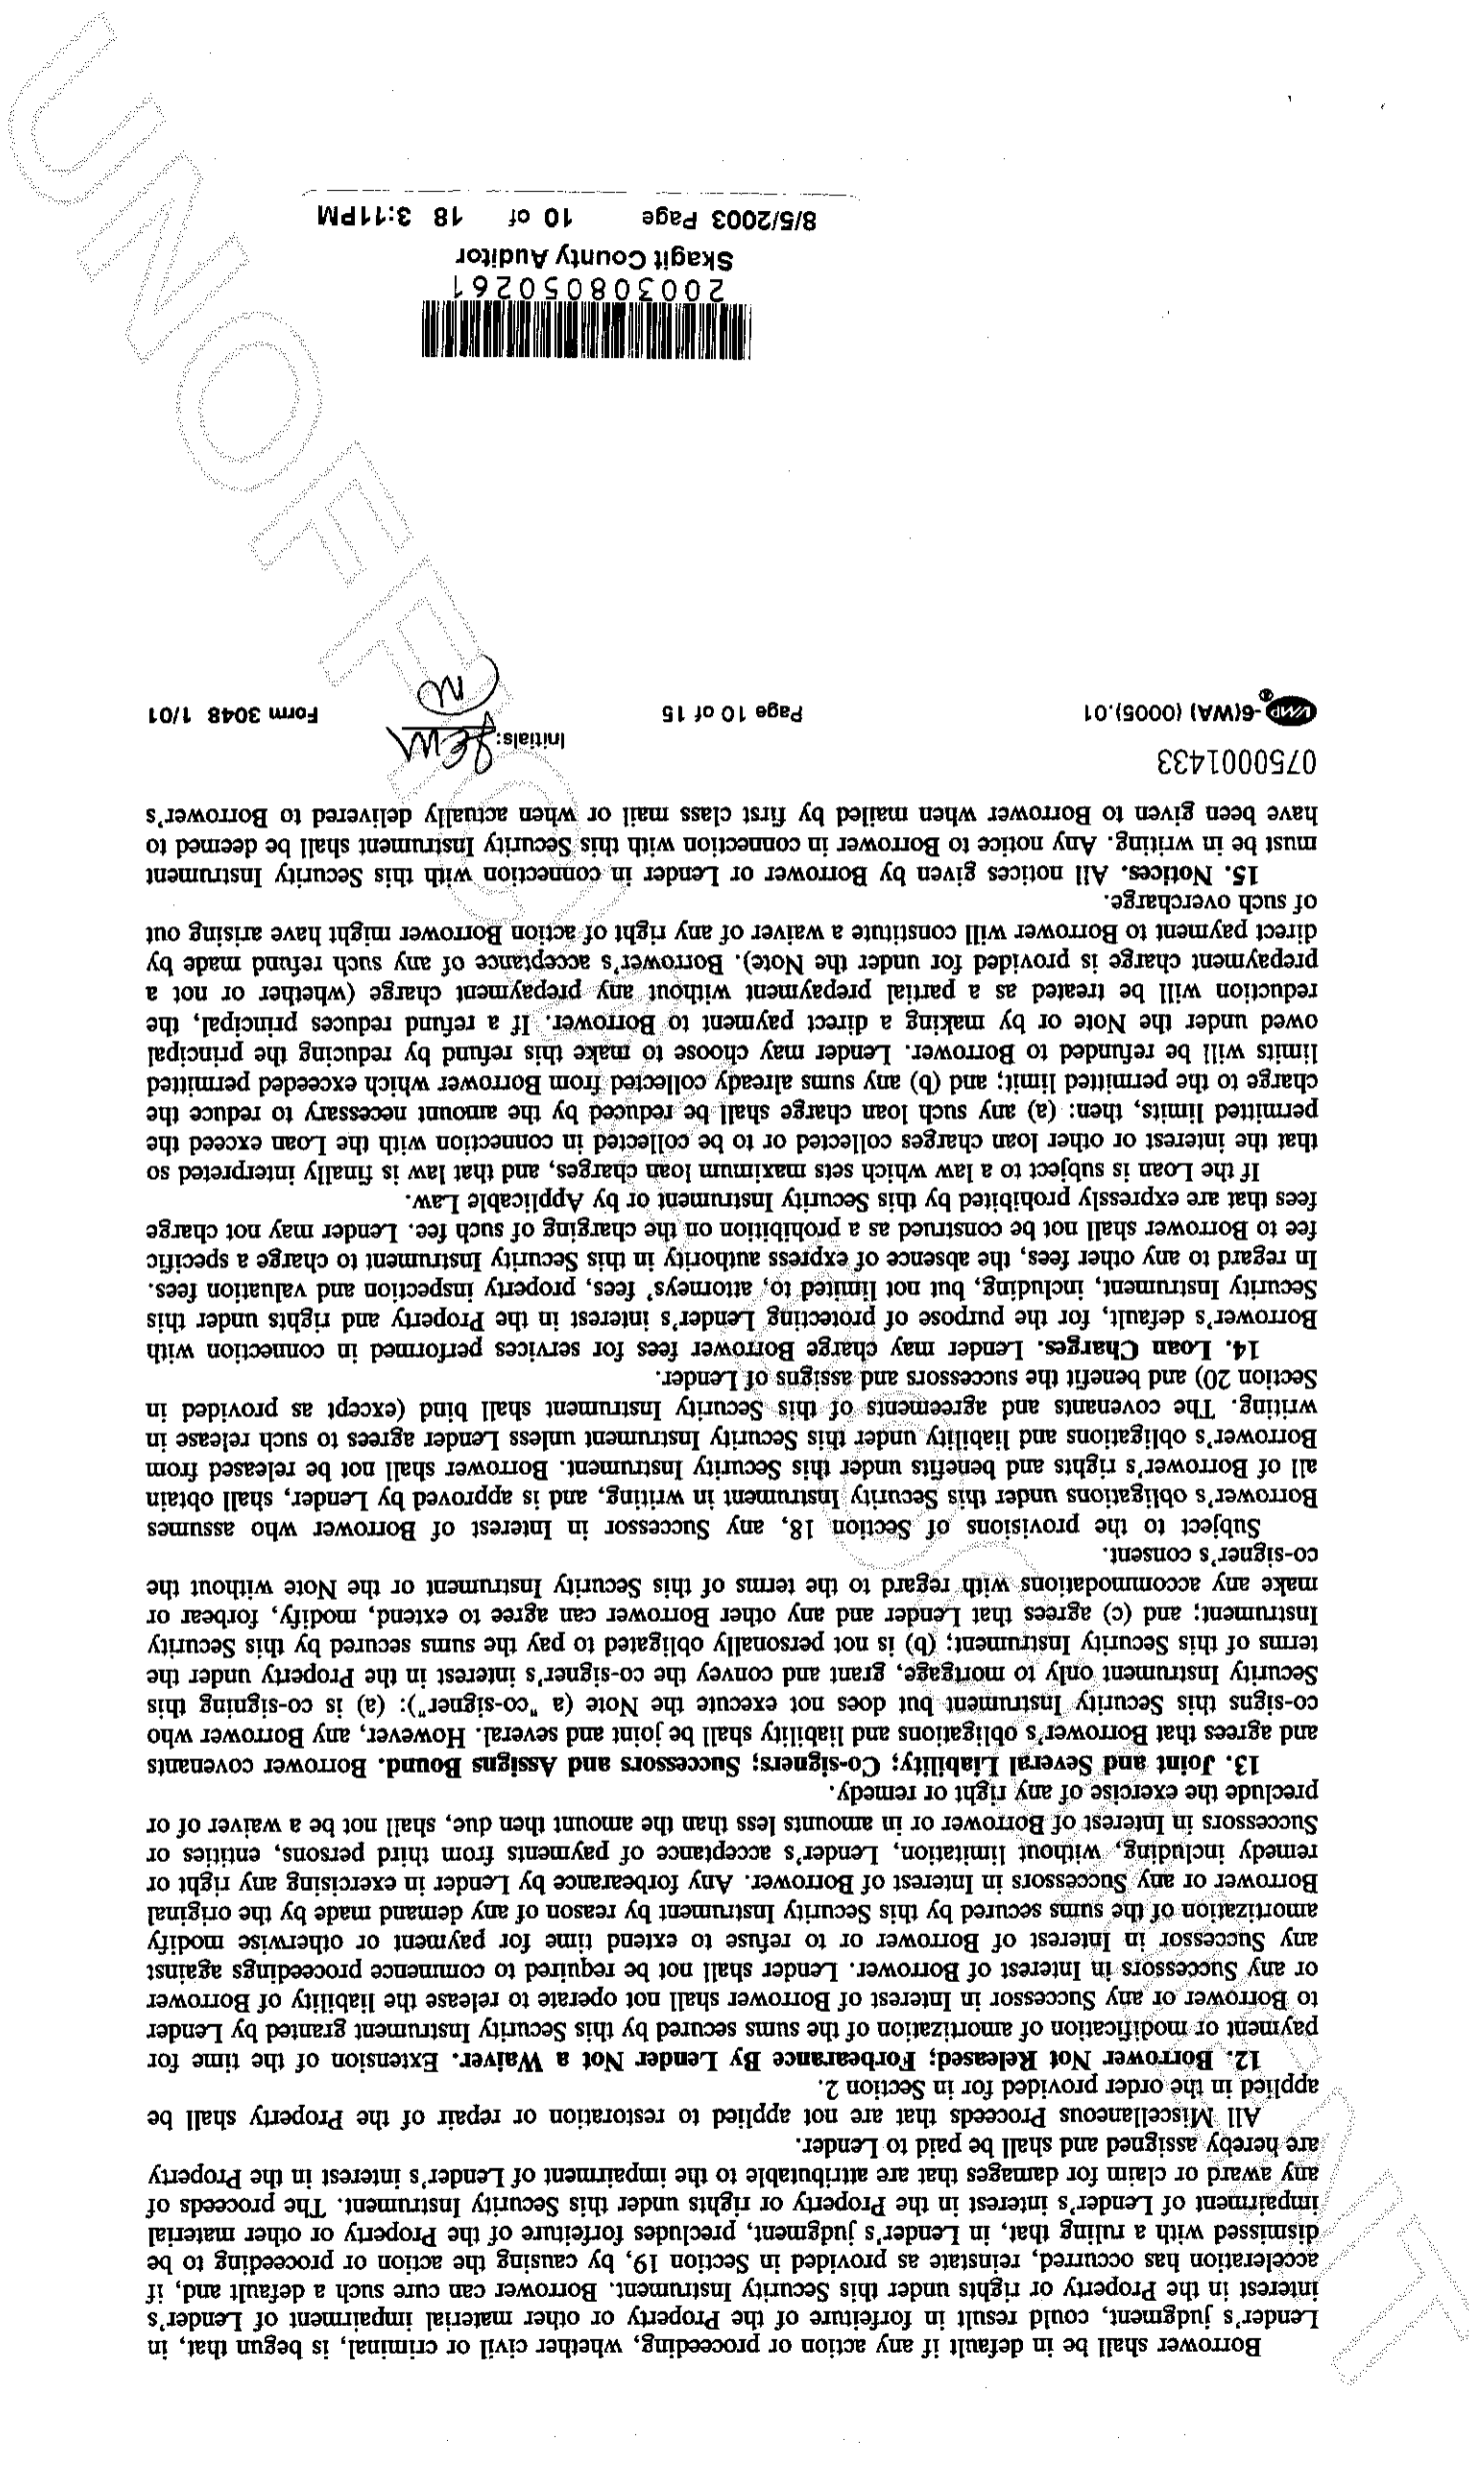 Borrower shall be in default if any action or proceeding, whether civil or criminal, is begun that, in
Lender's judgment, could result in forfeiture of the Property or other material impairment of Lender's
interest in the Property or rights under this Security Instrument. Borrower can cure such a default and, if
acceleration has occurred, reinstate as provided in Section 19, by causing the action or proceeding to be
dismissed with a ruling that, in Lender's judgment, precludes forfeiture of the Property or other material
impairment of Lender's interest in the Property or rights under this Security Instrument. The proceeds of
any award or claim for damages that are attributable to the impairment of Lender's interest in the Property
are hereby assigned and shall be paid to Lender.
All Miscellaneous Proceeds that are not applied to restoration or repair of the Property shall be
applied in the order provided for in Section 2.
12. Borrower Not Released; Forbearance By Lender Not a Waiver. Extension of the time for
payment or modification of amortization of the sums secured by this Security Instrument granted by Lender
to Borrower or any Successor in Interest of Borrower shall not operate to release the liability of Borrower
or any Successors in Interest of Borrower. Lender shall not be required to commence proceedings against
any Successor in Interest of Borrower or to refuse to extend time for payment or otherwise modify
amortization of the sums secured by this Security Instrument by reason of any demand made by the original
Borrower or any Successors in Interest of Borrower. Any forbearance by Lender in exercising any right or
remedy including, without limitation, Lender's acceptance of payments from third persons, entities or
Successors in Interest of Borrower or in amounts less than the amount then due, shall not be a waiver of or
preclude the exercise of any right or remedy.
13. Joint and Several Liability; Co-signers; Successors and Assigns Bound. Borrower covenants
and agrees that Borrower's obligations and liability shall be joint and several. However, any Borrower who
co-signs this Security Instrument but does not execute the Note (a "co-signer"): (a) is co-signing this
Security Instrument only to mortgage, grant and convey the co-signer's interest in the Property under the
terms of this Security Instrument; (b) is not personally obligated to pay the sums secured by this Security
Instrument; and (c) agrees that Lender and any other Borrower can agree to extend, modify, forbear or
make any accommodations with regard to the terms of this Security Instrument or the Note without the
co-signer's consent.
Subject to the provisions of Section 18, any Successor in Interest of Borrower who assumes
Borrower's obligations under this Security Instrument in writing, and is approved by Lender, shall obtain
all of Borrower's rights and benefits under this Security Instrument. Borrower shall not be released from
Borrower's obligations and liability under this Security Instrument unless Lender agrees to such release in
writing. The covenants and agreements of this Security Instrument shall bind (except as provided in
Section 20) and benefit the successors and assigns of Lender.
14. Loan Charges. Lender may charge Borrower fees for services performed in connection with
Borrower's default, for the purpose of protecting Lender's interest in the Property and rights under this
Security Instrument, including, but not limited to, attorneys' fees, property inspection and valuation fees.
In regard to any other fees, the absence of express authority in this Security Instrument to charge a specific
fee to Borrower shall not be construed as a prohibition on the charging of such fee. Lender may not charge
fees that are expressly prohibited by this Security Instrument or by Applicable Law.
If the Loan is subject to a law which sets maximum loan charges, and that law is finally interpreted so
that the interest or other loan charges collected or to be collected in connection with the Loan exceed the
permitted limits, then: (a) any such loan charge shall be reduced by the amount necessary to reduce the
charge to the permitted limit; and (b) any sums already collected from Borrower which exceeded permitted
limits will be refunded to Borrower. Lender may choose to make this refund by reducing the principal
owed under the Note or by making a direct payment to Borrower. If a refund reduces principal, the
reduction will be treated as a partial prepayment without any prepayment charge (whether or not a
prepayment charge is provided for under the Note). Borrower's acceptance of any such refund made by
direct payment to Borrower will constitute a waiver of any right of action Borrower might have arising out
of such overcharge.
15. Notices. All notices given by Borrower or Lender in connection with this Security Instrument
must be in writing. Any notice to Borrower in connection with this Security Instrument shall be deemed to
have been given to Borrower when mailed by first class mail or when actually delivered to Borrower's
0750001433
VMP-6(WA) (0005).01 Page 10 of 15 Initials: Form 3048 1/01
200308050261
Skagit County Auditor
8/5/2003 Page 10 of 18 3:11PM
UNOFFICIAL DOCUMENT